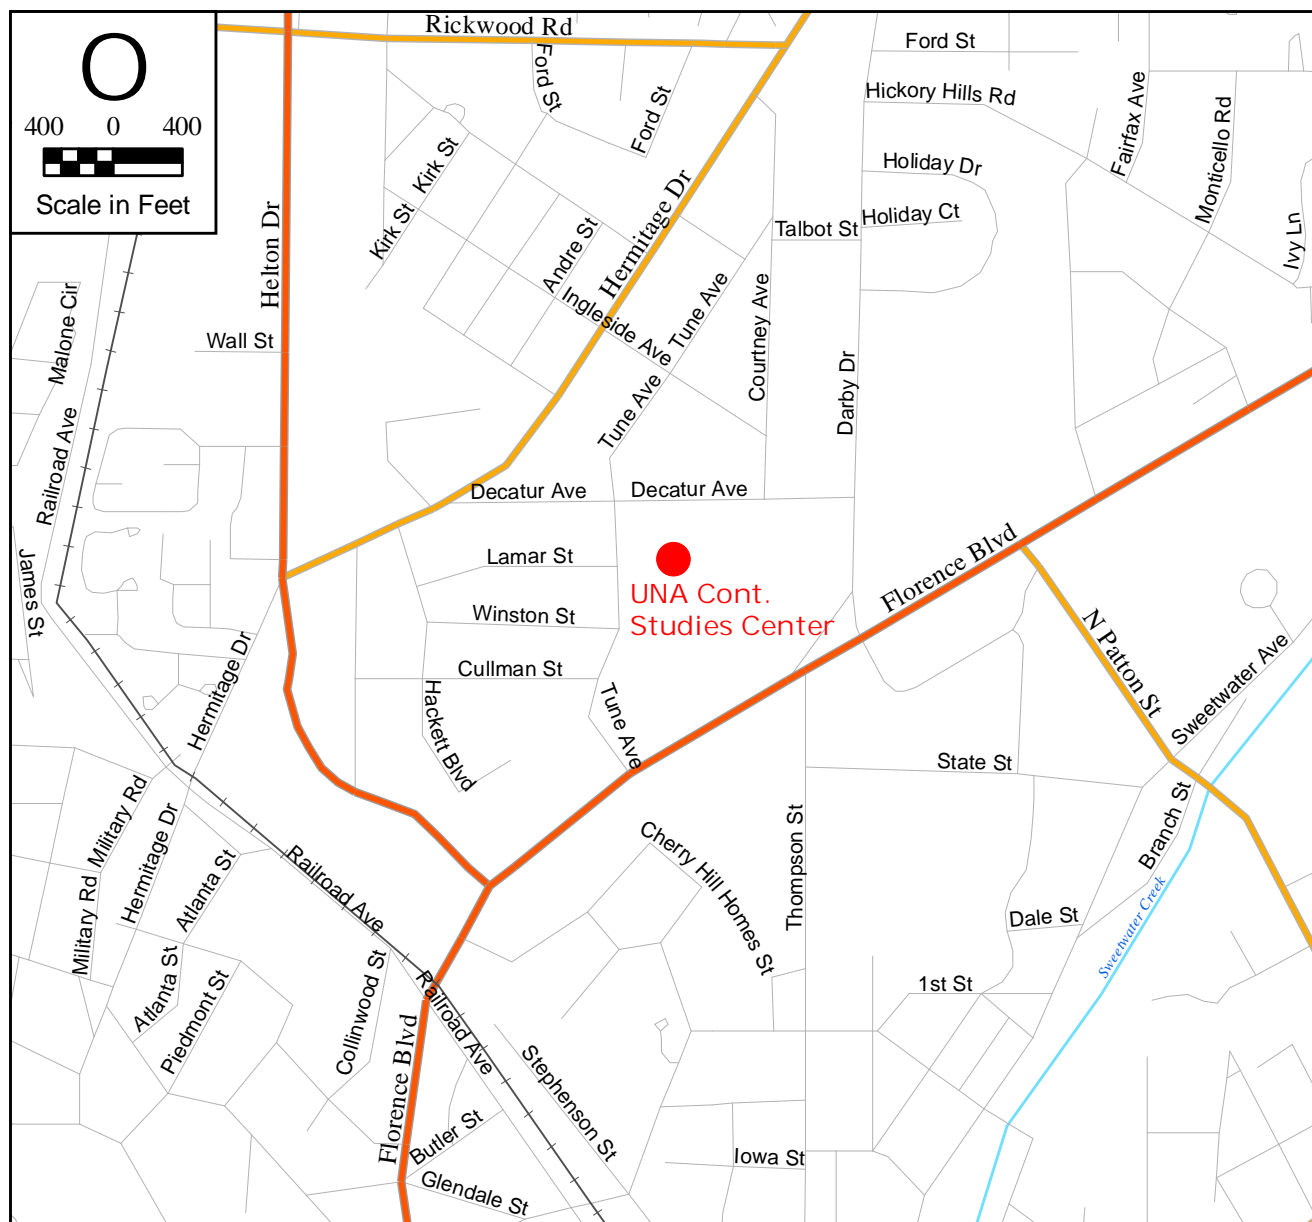 O
400 0 400
Scale in Feet
Rickwood Rd
Ford St
Ford St
Ford St
Hickory Hills Rd
Fairfax Ave
Monticello Rd
Ivy Ln
Holiday Dr
Holiday Ct
Talbot St
Kirk St
Kirk St
Andre St
Hermitage Dr
Helton Dr
Ingleside Ave
Tune Ave
Tune Ave
Courtney Ave
Darby Dr
Wall St
Malone Cir
Railroad Ave
James St
Decatur Ave
Decatur Ave
Lamar St
Winston St
Cullman St
UNA Cont.
Studies Center
Florence Blvd
N Patton St
Sweetwater Ave
Hermitage Dr
Hackett Blvd
Tune Ave
State St
Branch St
Military Rd
Military Rd
Hermitage Dr
Atlanta St
Atlanta St
Piedmont St
Railroad Ave
Railroad Ave
Collinwood St
Cherry Hill Homes St
Thompson St
Dale St
Sweetwater Creek
1st St
Florence Blvd
Stephenson St
Butler St
Glendale St
Iowa St